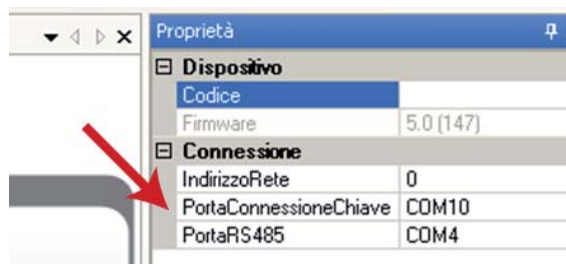 Proprietà
Dispositivo
Codice
Firmware 5.0 (147)
Connessione
IndirizzoRete 0
PortaConnessioneChiave COM10
PortaRS485 COM4